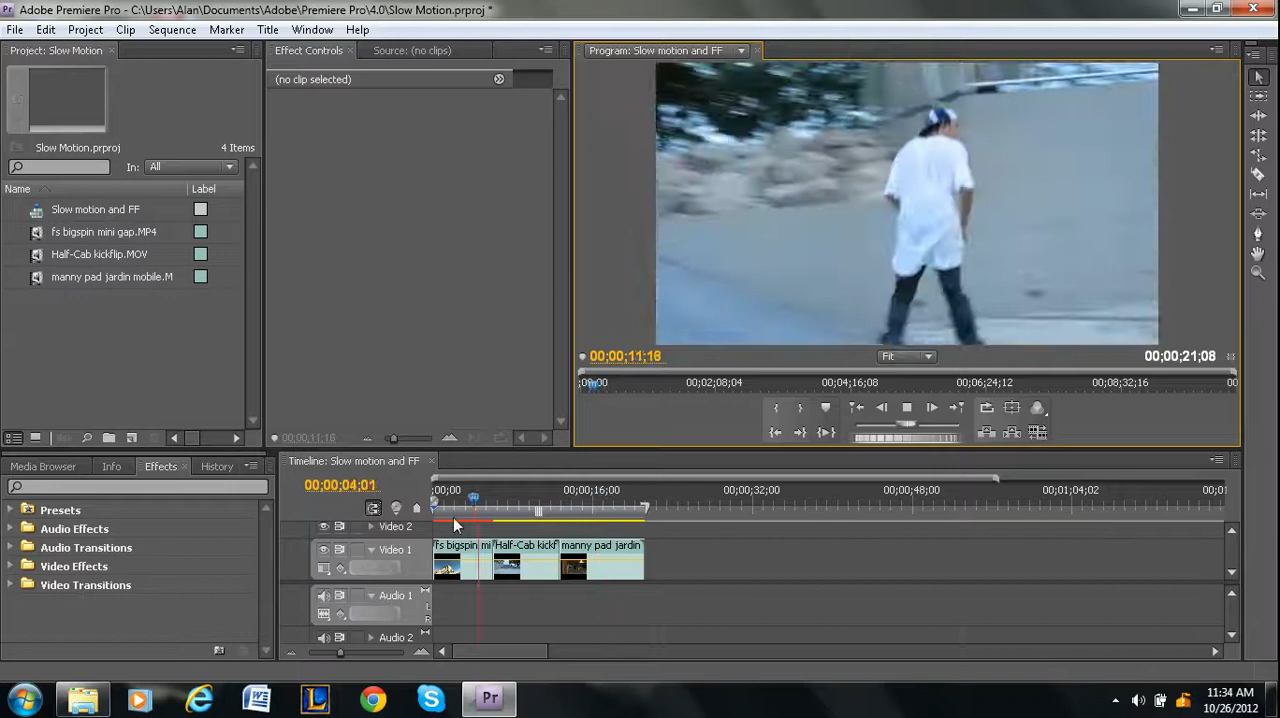 Adobe Premiere Pro - C:\Users\Alan\Documents\Adobe\Premiere Pro\4.0\Slow Motion.prproj *
File Edit Project Clip Sequence Marker Title Window Help
Project: Slow Motion
Slow Motion.prproj 4 Items
In: All
Name Label
Slow motion and FF
fs bigspin mini gap.MP4
Half-Cab kickflip.MOV
manny pad jardin mobile.M
Effect Controls Source: (no clips)
(no clip selected)
00;00;11;16
Program: Slow motion and FF
00;00;11;16 Fit 00;00;21;08
00;02;08;04 00;04;16;08 00;06;24;12 00;08;32;16 00
Media Browser Info Effects History
Presets
Audio Effects
Audio Transitions
Video Effects
Video Transitions
Timeline: Slow motion and FF
00;00;04;01
;00;00 00;00;16;00 00;00;32;00 00;00;48;00 00;01;04;02 00;01
Video 2
Video 1
fs bigspin mi Half-Cab kickf manny pad jardin
Audio 1
L
R
Audio 2
W L S Pr
11:34 AM
10/26/2012